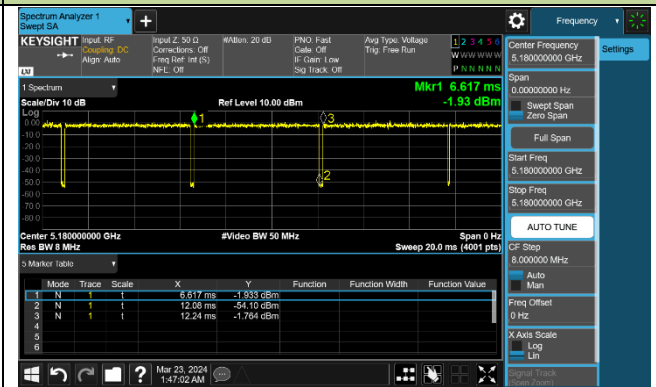 Spectrum Analyzer 1
Swept SA
+
Frequency
KEYSIGHT
Input: RF
Coupling: DC
Align: Auto
Input Z: 50 Ω
Corrections: Off
Freq Ref: Int (S)
NFE: Off
#Atten: 20 dB
PNO: Fast
Gate: Off
IF Gain: Low
Sig Track: Off
Avg Type: Voltage
Trig: Free Run
1 2 3 4 5 6
W W W W W W
P N N N N N
LXI
1 Spectrum
Scale/Div 10 dB
Ref Level 10.00 dBm
Mkr1 6.617 ms
-1.93 dBm
Log
0.00
-10.0
-20.0
-30.0
-40.0
-50.0
-60.0
-70.0
-80.0
1
3
2
Center 5.180000000 GHz
#Video BW 50 MHz
Span 0 Hz
Res BW 8 MHz
Sweep 20.0 ms (4001 pts)
5 Marker Table
Mode Trace Scale X Y Function Function Width Function Value
1 N 1 t 6.617 ms -1.933 dBm
2 N 1 t 12.08 ms -54.10 dBm
3 N 1 t 12.24 ms -1.764 dBm
4
5
6
Mar 23, 2024
1:47:02 AM
?
Center Frequency
5.180000000 GHz
Settings
Span
0.00000000 Hz
Swept Span
Zero Span
Full Span
Start Freq
5.180000000 GHz
Stop Freq
5.180000000 GHz
AUTO TUNE
CF Step
8.000000 MHz
Auto
Man
Freq Offset
0 Hz
X Axis Scale
Log
Lin
Signal Track
(Span Zoom)